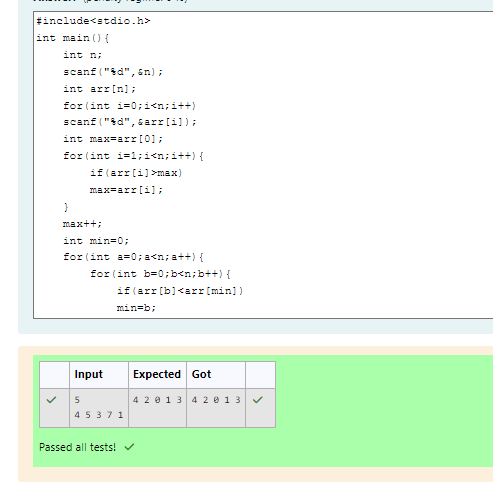 #include<stdio.h>
int main(){
    int n;
    scanf("%d",&n);
    int arr[n];
    for(int i=0;i<n;i++)
    scanf("%d",&arr[i]);
    int max=arr[0];
    for(int i=1;i<n;i++){
        if(arr[i]>max)
        max=arr[i];
    }
    max++;
    int min=0;
    for(int a=0;a<n;a++){
        for(int b=0;b<n;b++){
            if(arr[b]<arr[min])
            min=b;
Input Expected Got
5 4 2 0 1 3 4 2 0 1 3
4 5 3 7 1
Passed all tests!